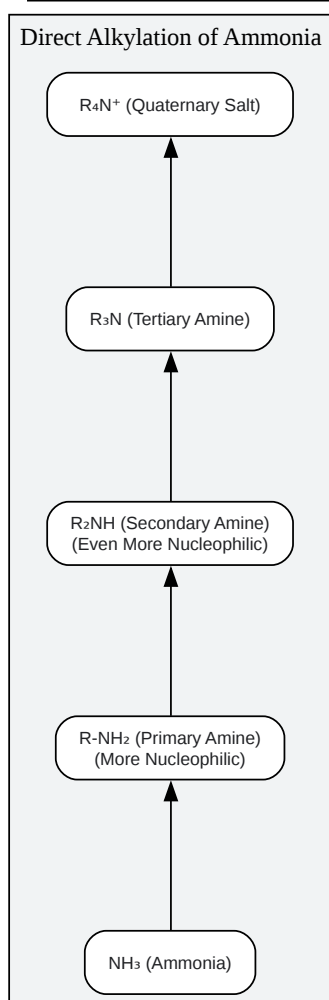 Direct Alkylation of Ammonia
R₄N⁺ (Quaternary Salt)
R₃N (Tertiary Amine)
R₂NH (Secondary Amine)
(Even More Nucleophilic)
R-NH₂ (Primary Amine)
(More Nucleophilic)
NH₃ (Ammonia)